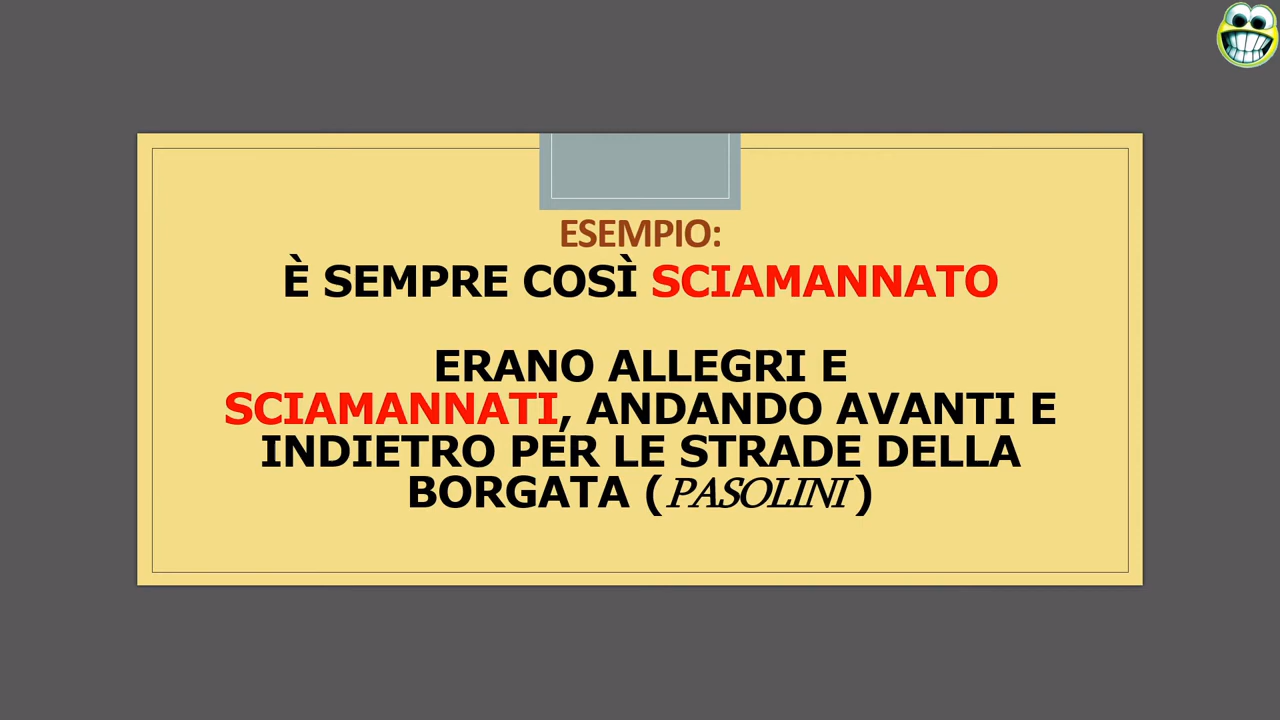 ESEMPIO:
È SEMPRE COSÌ SCIAMANNATO
ERANO ALLEGRI E
SCIAMANNATI, ANDANDO AVANTI E
INDIETRO PER LE STRADE DELLA
BORGATA (PASOLINI)